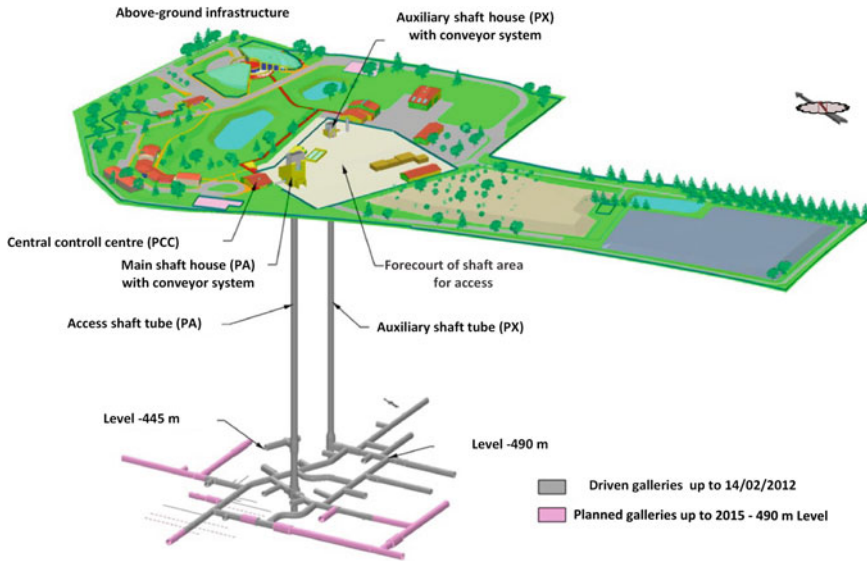 Above-ground infrastructure
Auxiliary shaft house (PX)
with conveyor system
Central controll centre (PCC)
Main shaft house (PA)
with conveyor system
Forecourt of shaft area
for access
Access shaft tube (PA)
Auxiliary shaft tube (PX)
Level -445 m
Level -490 m
Driven galleries up to 14/02/2012
Planned galleries up to 2015 - 490 m Level